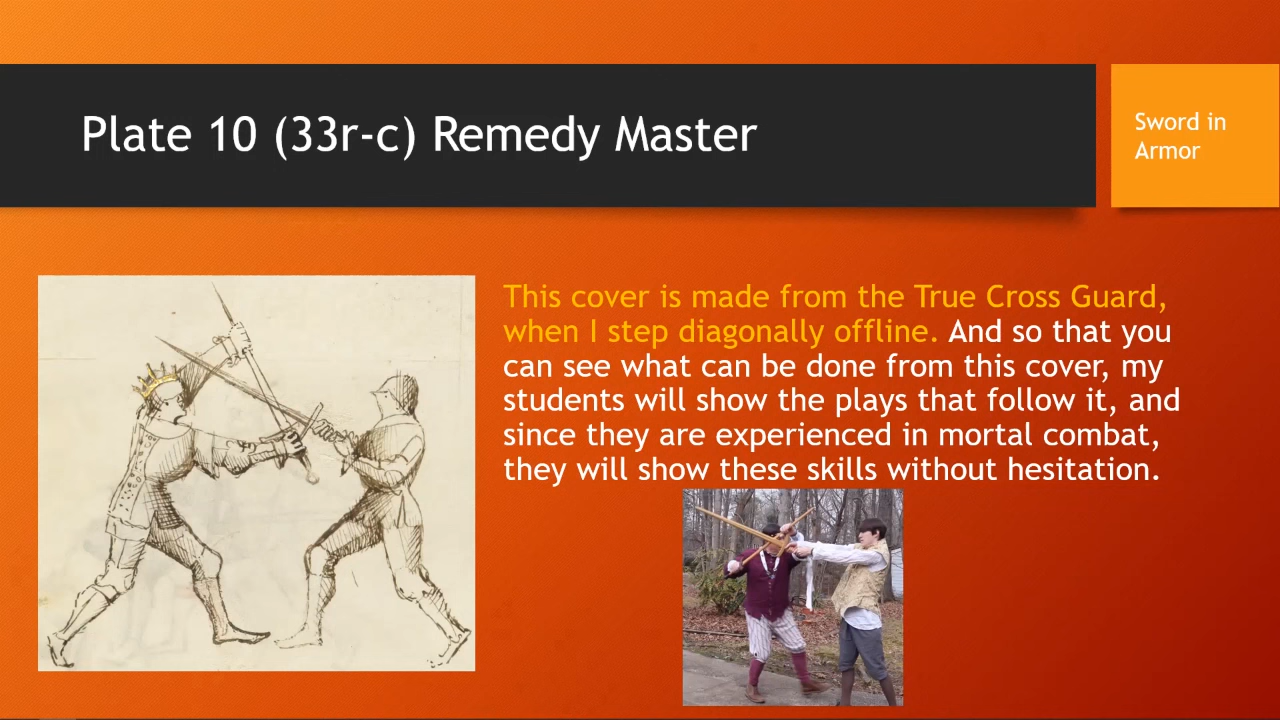 Plate 10 (33r-c) Remedy Master
Sword in
Armor
This cover is made from the True Cross Guard,
when I step diagonally offline. And so that you
can see what can be done from this cover, my
students will show the plays that follow it, and
since they are experienced in mortal combat,
they will show these skills without hesitation.